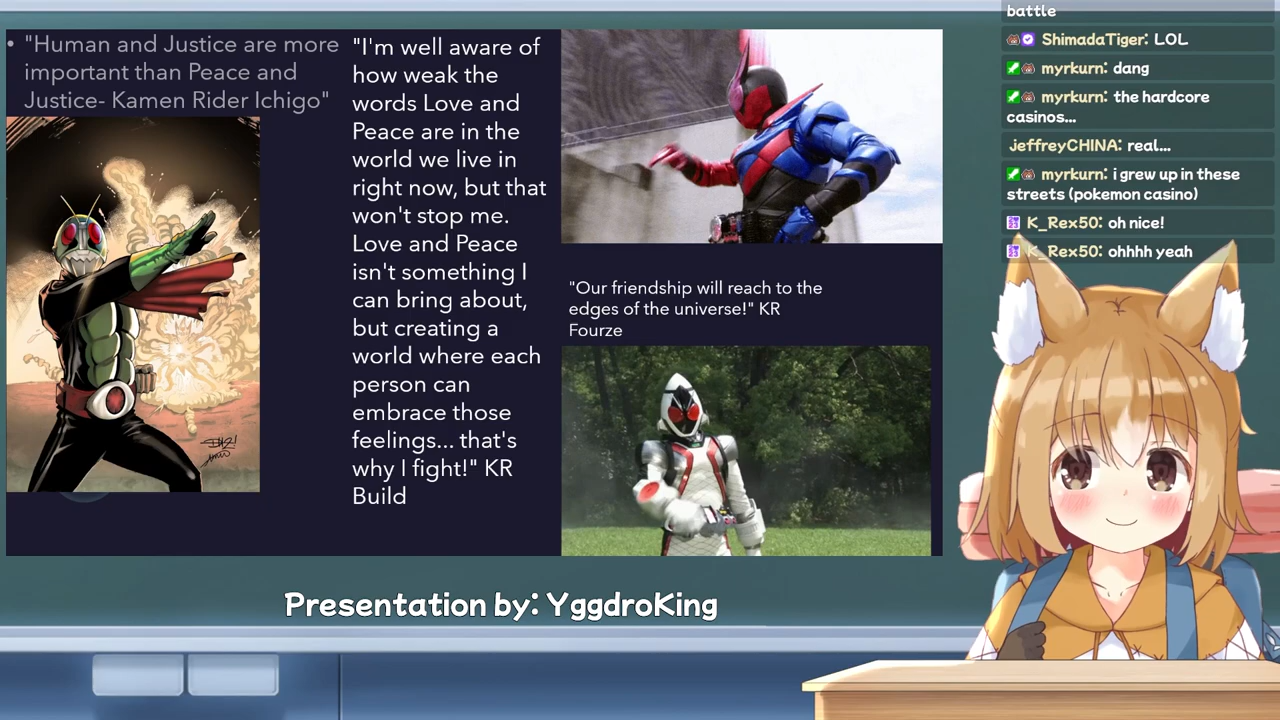 • "Human and Justice are more
important than Peace and
Justice- Kamen Rider Ichigo"
"I'm well aware of
how weak the
words Love and
Peace are in the
world we live in
right now, but that
won't stop me.
Love and Peace
isn't something I
can bring about,
but creating a
world where each
person can
embrace those
feelings... that's
why I fight!" KR
Build
"Our friendship will reach to the
edges of the universe!" KR
Fourze
Presentation by: YggdroKing
battle
ShimadaTiger: LOL
myrkurn: dang
myrkurn: the hardcore
casinos...
JeffreyCHINA: real...
myrkurn: i grew up in these
streets (pokemon casino)
K_Rex50: oh nice!
K_Rex50: ohhhh yeah